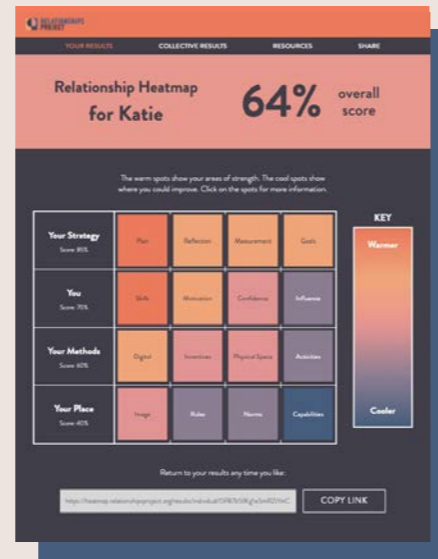 RELATIONSHIPS
PROJECT
YOUR RESULTS
COLLECTIVE RESULTS
RESOURCES
SHARE
Relationship Heatmap
for Katie
64%
overall
score
The warm spots show your areas of strength. The cool spots show
where you could improve. Click on the spots for more information.
KEY
Warmer
Cooler
Your Strategy
Score: 85%
Plan
Reflection
Measurement
Goals
You
Score: 70%
Skills
Motivation
Confidence
Influence
Your Methods
Score: 60%
Digital
Incentives
Physical Space
Activities
Your Place
Score: 40%
Image
Rules
Norms
Capabilities
Return to your results any time you like:
COPY LINK